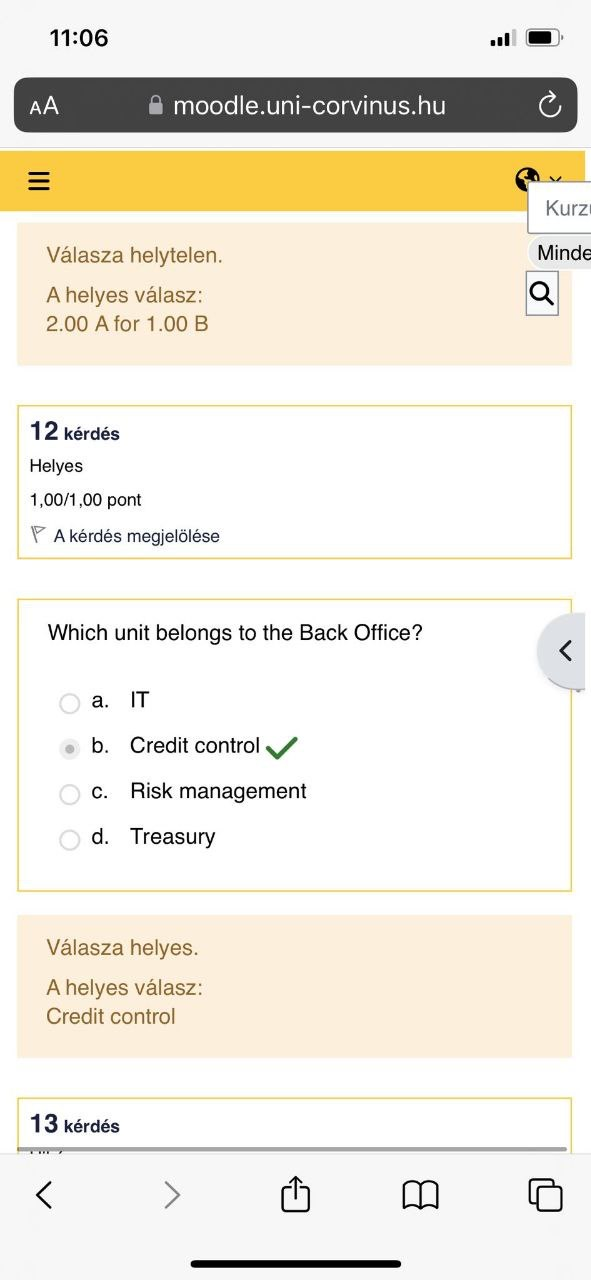 11:06
AA moodle.uni-corvinus.hu
Kurz
Minde
Válasza helytelen.
A helyes válasz:
2.00 A for 1.00 B
12 kérdés
Helyes
1,00/1,00 pont
A kérdés megjelölése
Which unit belongs to the Back Office?
a. IT
b. Credit control
c. Risk management
d. Treasury
Válasza helyes.
A helyes válasz:
Credit control
13 kérdés